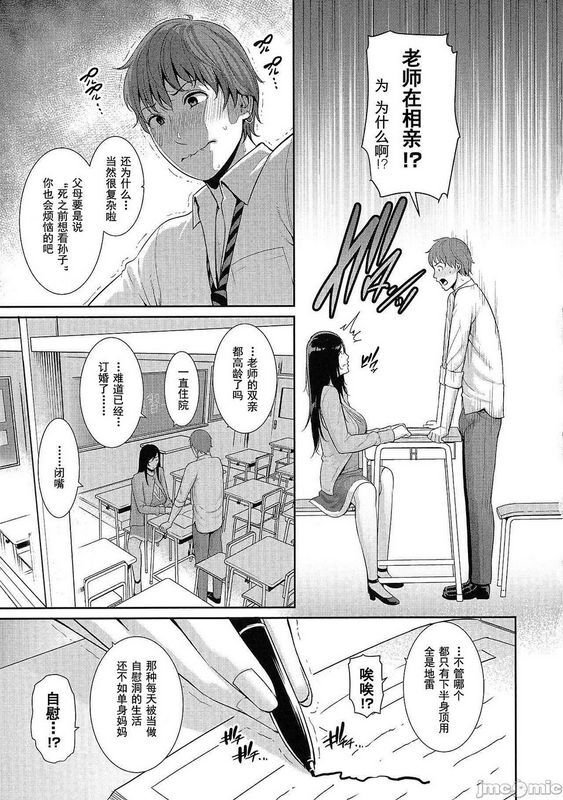 老师在相亲!?
为 为什么啊!?
还为什么…
当然很复杂啦
父母要是说
“死之前想看孙子”
你也会烦恼的吧
…老师的双亲
都高龄了吗
一直住院
…难道已经…
订婚了……
……闭嘴
…不管哪个
都只有下半身顶用
全是地雷
唉唉!?
那种每天被当做
自慰洞的生活
还不如单身妈妈
自慰…!?
jmcomic